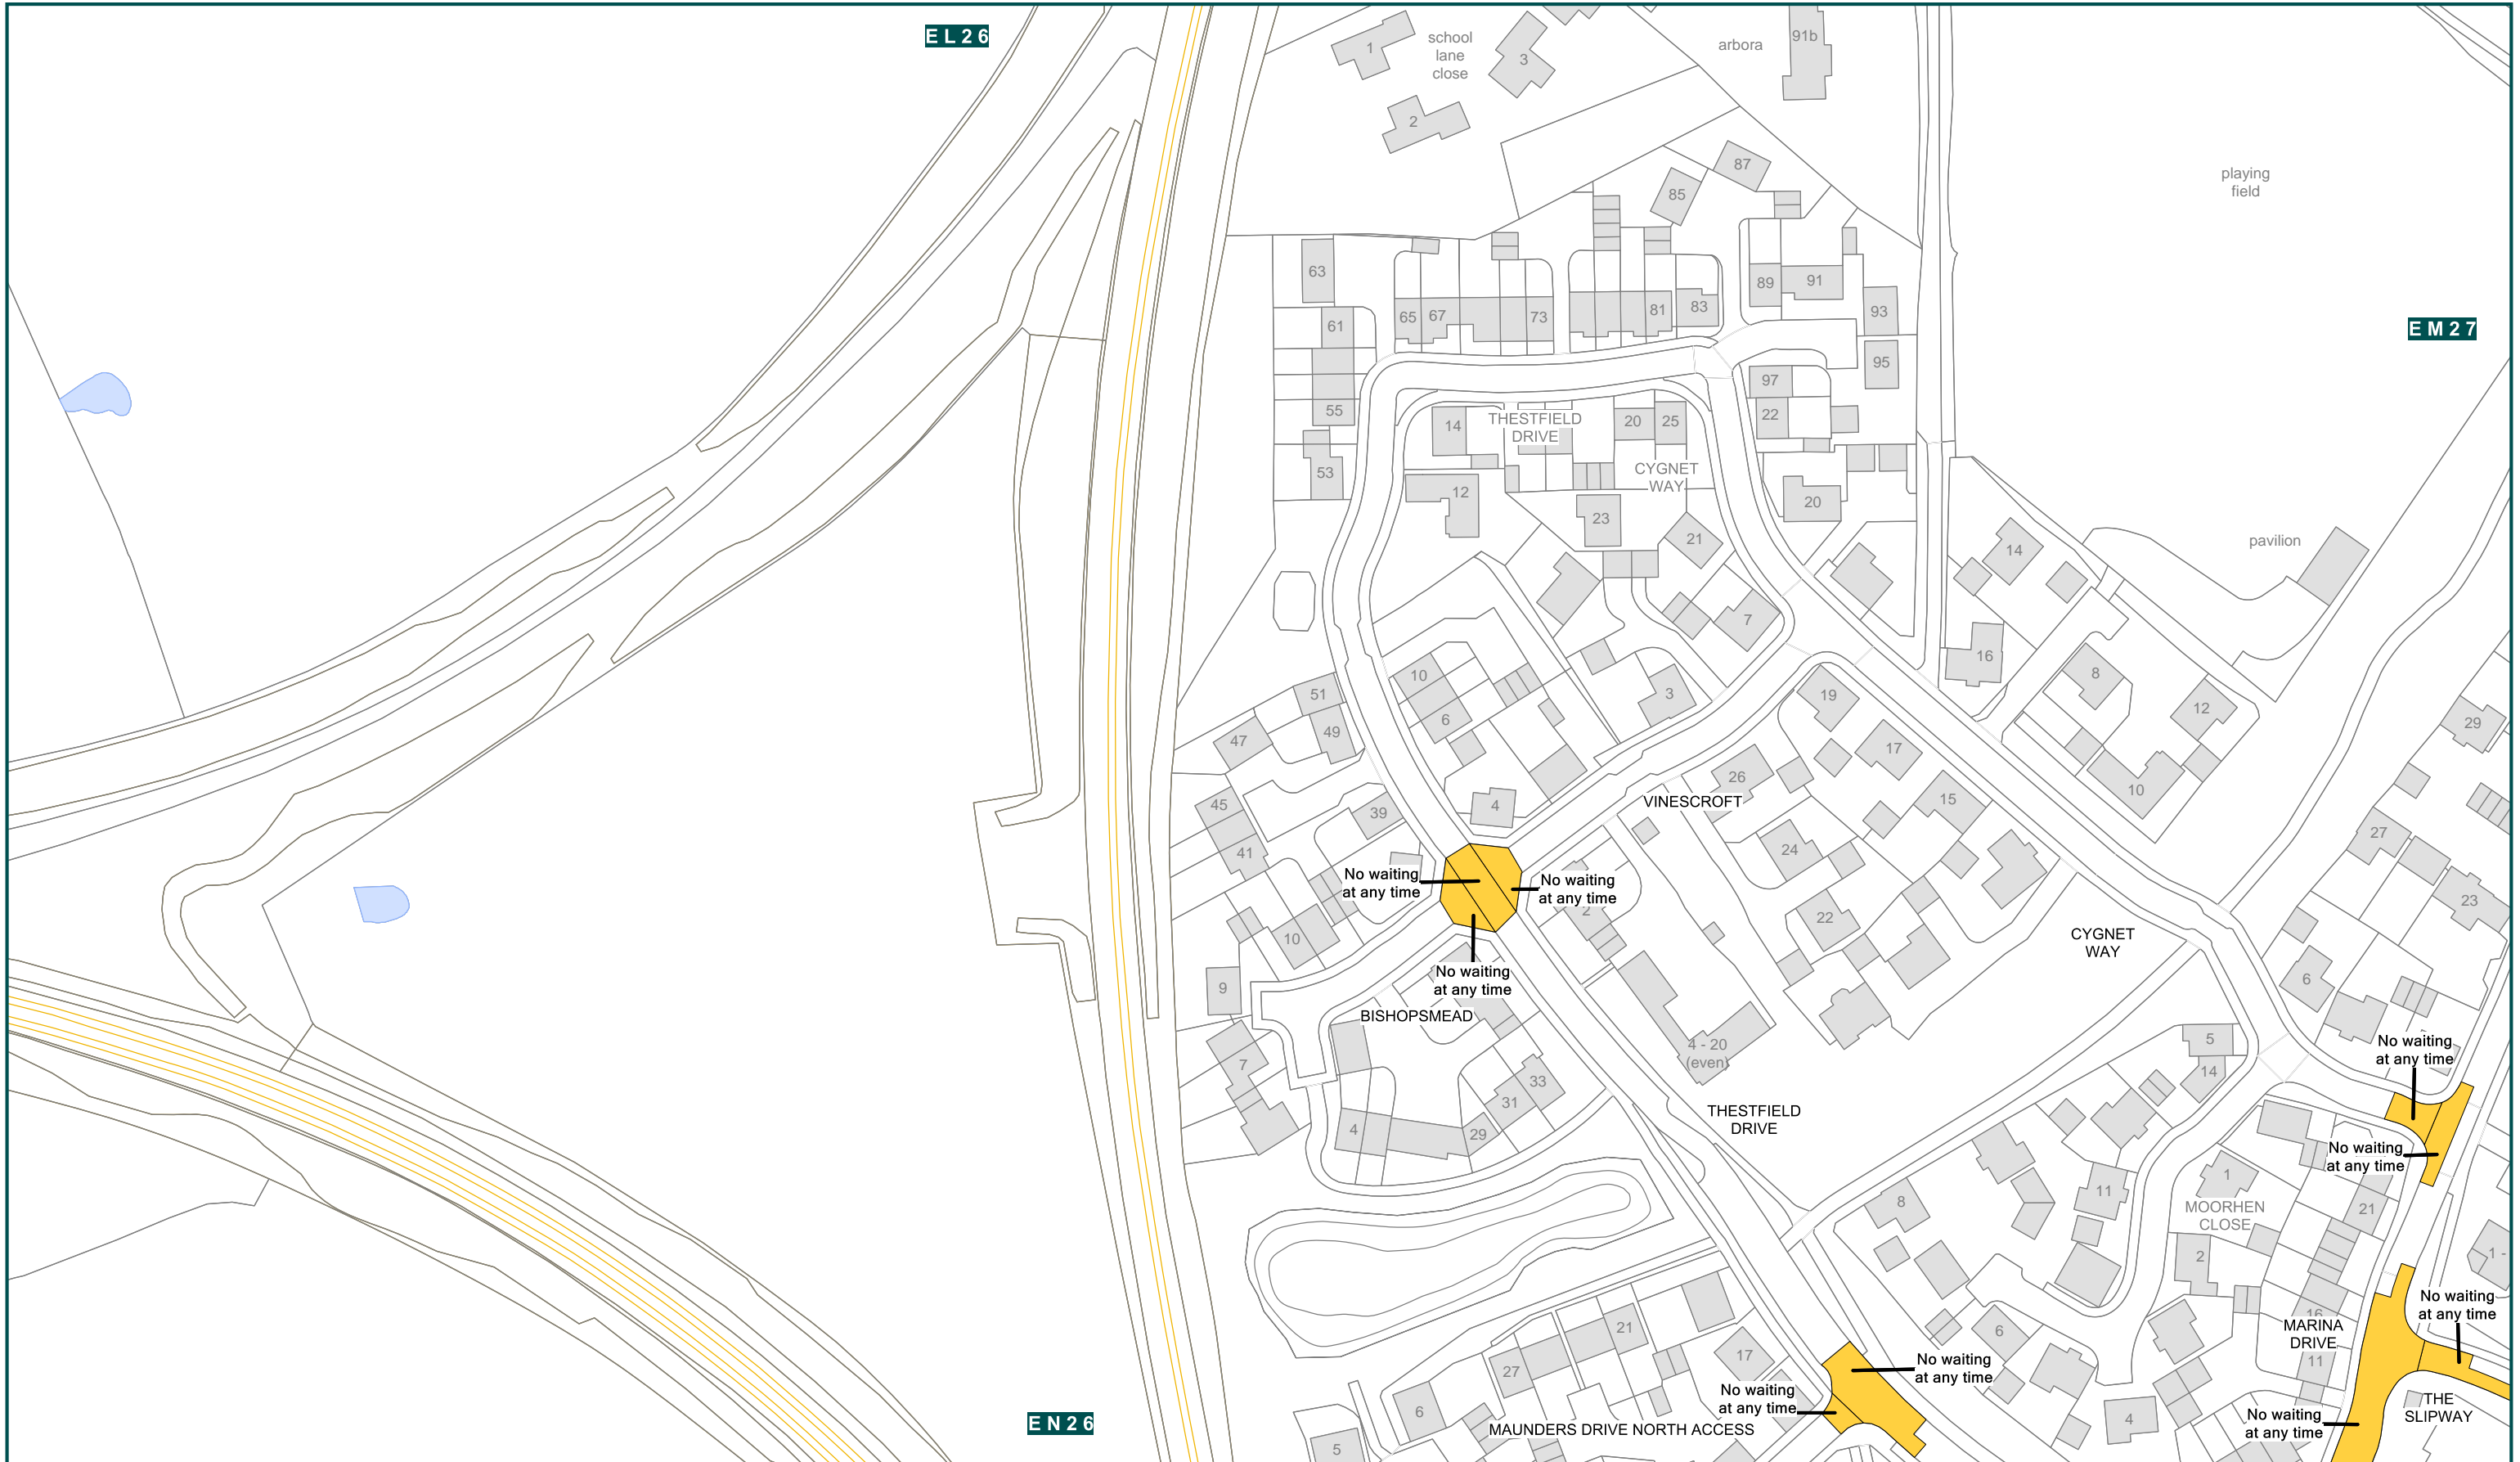 EL26
1
school
lane
close
3
arbora
91b
2
87
playing
field
85
63
89
91
EM27
65
67
73
81
83
93
61
95
97
55
14
THESTFIELD
DRIVE
20
25
22
53
CYGNET
WAY
12
20
23
21
14
pavilion
7
16
10
51
3
8
6
19
12
47
49
29
17
26
45
39
4
VINESCROFT
15
10
27
41
24
No waiting
at any time
No waiting
at any time
2
22
23
10
CYGNET
WAY
No waiting
at any time
9
6
BISHOPSMEAD
4 - 20
(even)
5
No waiting
at any time
7
14
33
31
THESTFIELD
DRIVE
4
29
No waiting
at any time
1
11
8
MOORHEN
CLOSE
21
2
1 -
No waiting
at any time
16
21
6
MARINA
DRIVE
17
27
No waiting
at any time
11
No waiting
at any time
6
THE
SLIPWAY
4
No waiting
at any time
MAUNDERS DRIVE NORTH ACCESS
EN26
5